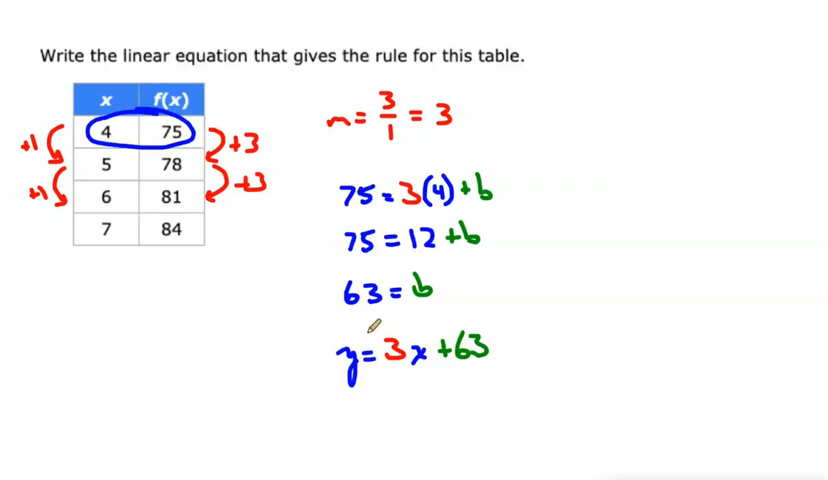 Write the linear equation that gives the rule for this table.
x f(x)
4 75
5 78
6 81
7 84
+1 +3
+1 +3
m = 3/1 = 3
75 = 3(4) + b
75 = 12 + b
63 = b
y = 3x + 63